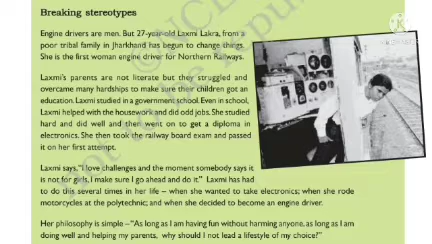 Breaking stereotypes
Engine drivers are men. But 27-year-old Laxmi Lakra, from a
poor tribal family in Jharkhand has begun to change things.
She is the first woman engine driver for Northern Railways.
Laxmi's parents are not literate but they struggled and
overcame many hardships to make sure their children got an
education. Laxmi studied in a government school. Even in school,
Laxmi helped with the housework and did odd jobs. She studied
hard and did well and then went on to get a diploma in
electronics. She then took the railway board exam and passed
it on her first attempt.
Laxmi says, "I love challenges and the moment somebody says it
is not for girls, I make sure I go ahead and do it." Laxmi has had
to do this several times in her life – when she wanted to take electronics; when she rode
motorcycles at the polytechnic; and when she decided to become an engine driver.
Her philosophy is simple – "As long as I am having fun without harming anyone, as long as I am
doing well and helping my parents, why should I not lead a lifestyle of my choice?"